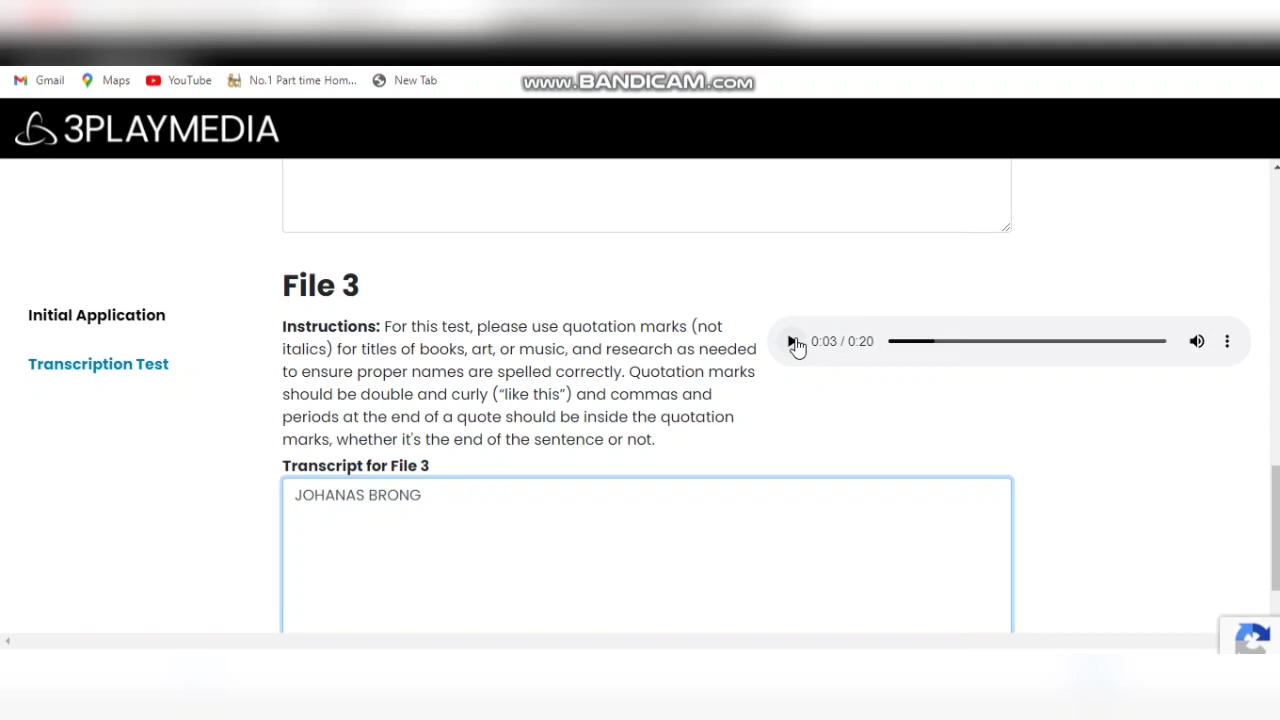 Gmail Maps YouTube No.1 Part time Hom... New Tab
www.BANDICAM.com
3PLAYMEDIA
File 3
Initial Application
Transcription Test
Instructions: For this test, please use quotation marks (not
italics) for titles of books, art, or music, and research as needed
to ensure proper names are spelled correctly. Quotation marks
should be double and curly (“like this”) and commas and
periods at the end of a quote should be inside the quotation
marks, whether it's the end of the sentence or not.
0:03 / 0:20
Transcript for File 3
JOHANAS BRONG